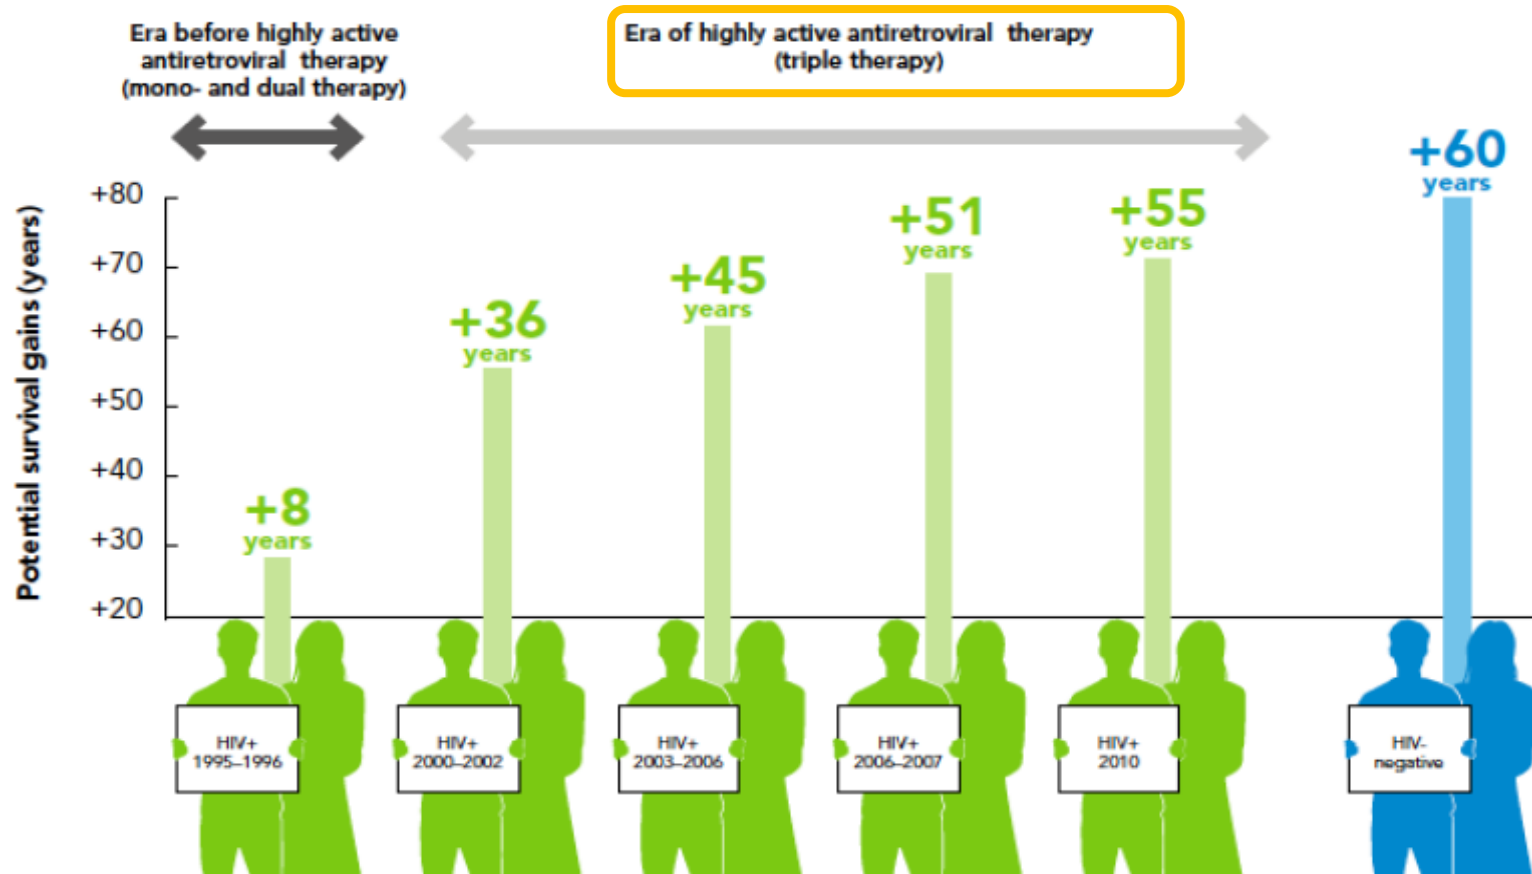 Era before highly active
antiretroviral therapy
(mono- and dual therapy)
Era of highly active antiretroviral therapy
(triple therapy)
Potential survival gains (years)
+80
+70
+60
+50
+40
+30
+20
+8
years
+36
years
+45
years
+51
years
+55
years
+60
years
HIV+
1995–1996
HIV+
2000–2002
HIV+
2003–2006
HIV+
2006–2007
HIV+
2010
HIV-
negative